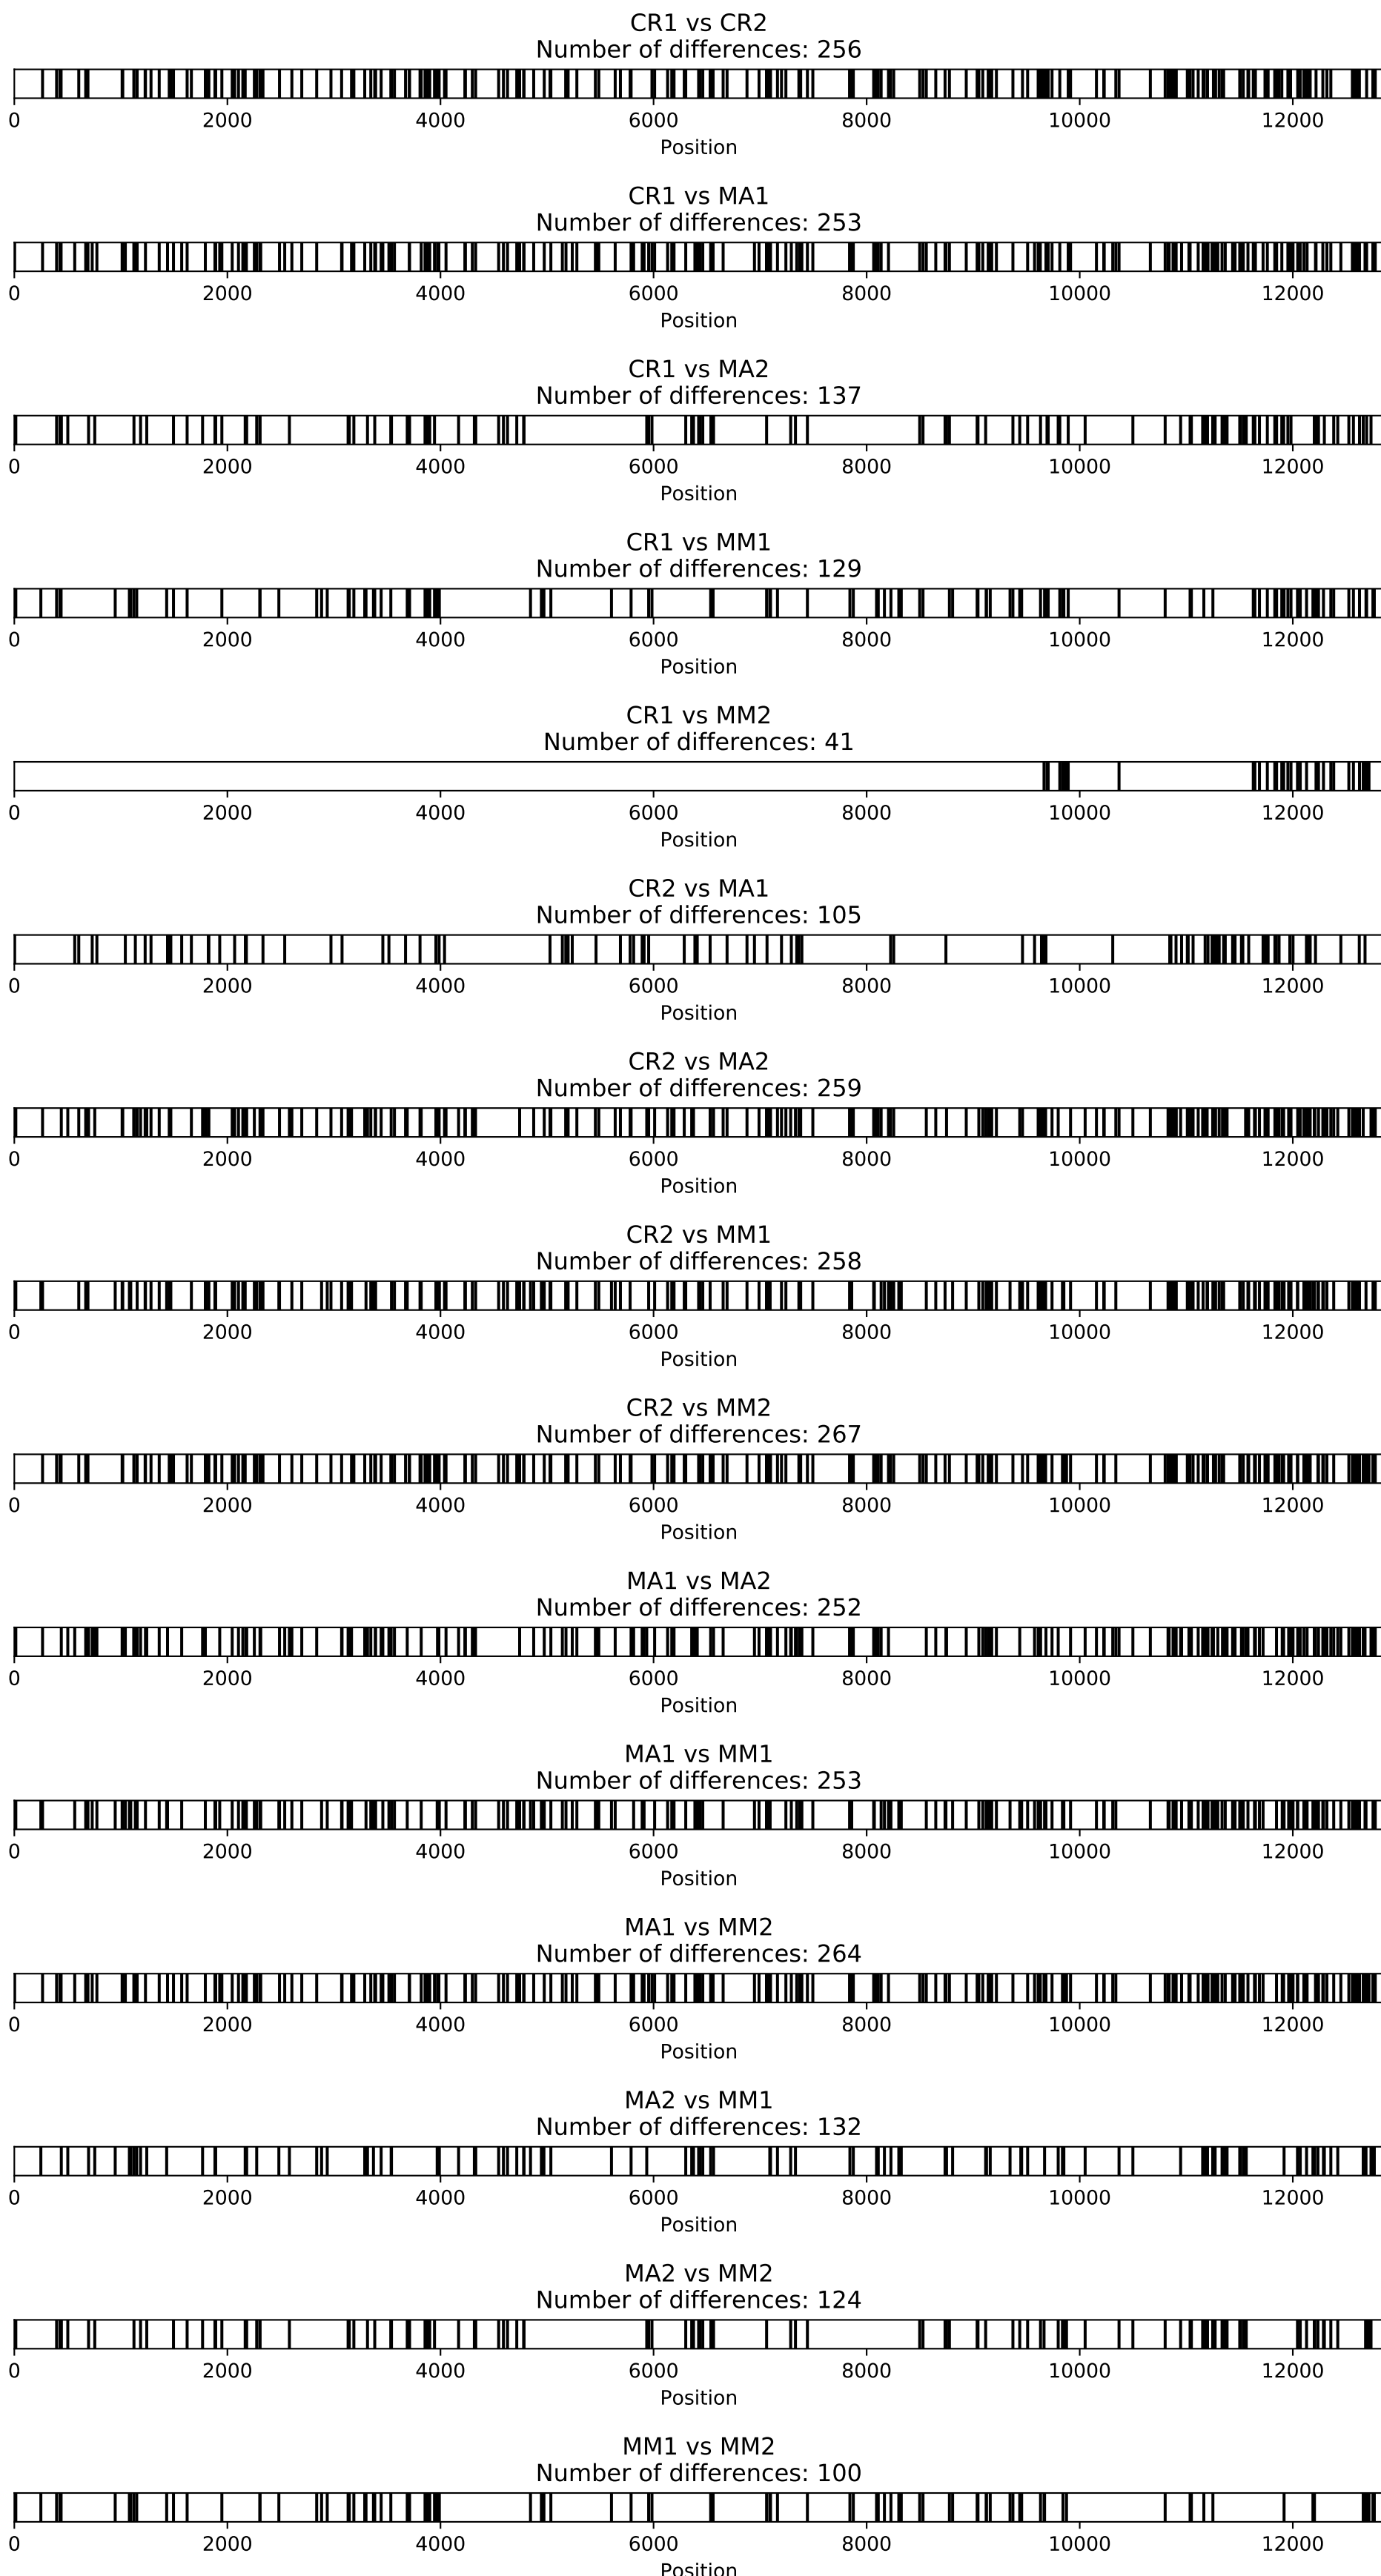 CR1 vs CR2
Number of differences: 256
0 2000 4000 6000 8000 10000 12000
Position
CR1 vs MA1
Number of differences: 253
0 2000 4000 6000 8000 10000 12000
Position
CR1 vs MA2
Number of differences: 137
0 2000 4000 6000 8000 10000 12000
Position
CR1 vs MM1
Number of differences: 129
0 2000 4000 6000 8000 10000 12000
Position
CR1 vs MM2
Number of differences: 41
0 2000 4000 6000 8000 10000 12000
Position
CR2 vs MA1
Number of differences: 105
0 2000 4000 6000 8000 10000 12000
Position
CR2 vs MA2
Number of differences: 259
0 2000 4000 6000 8000 10000 12000
Position
CR2 vs MM1
Number of differences: 258
0 2000 4000 6000 8000 10000 12000
Position
CR2 vs MM2
Number of differences: 267
0 2000 4000 6000 8000 10000 12000
Position
MA1 vs MA2
Number of differences: 252
0 2000 4000 6000 8000 10000 12000
Position
MA1 vs MM1
Number of differences: 253
0 2000 4000 6000 8000 10000 12000
Position
MA1 vs MM2
Number of differences: 264
0 2000 4000 6000 8000 10000 12000
Position
MA2 vs MM1
Number of differences: 132
0 2000 4000 6000 8000 10000 12000
Position
MA2 vs MM2
Number of differences: 124
0 2000 4000 6000 8000 10000 12000
Position
MM1 vs MM2
Number of differences: 100
0 2000 4000 6000 8000 10000 12000
Position